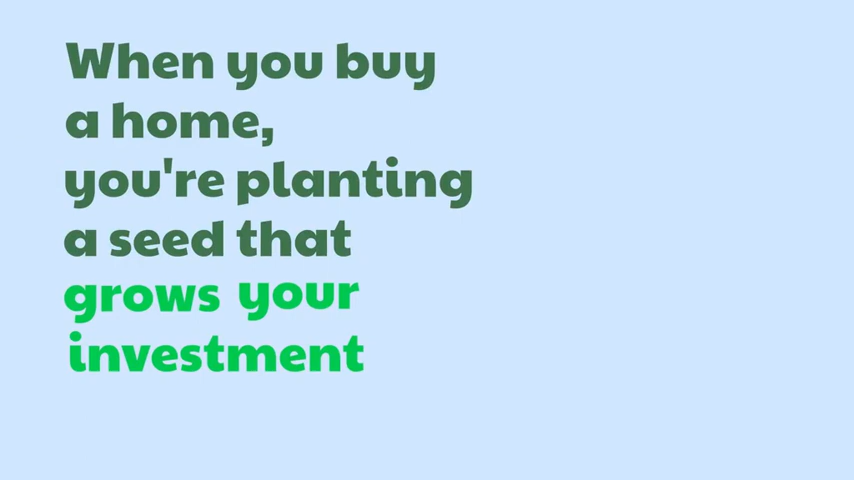 When you buy
a home,
you're planting
a seed that
grows your
investment